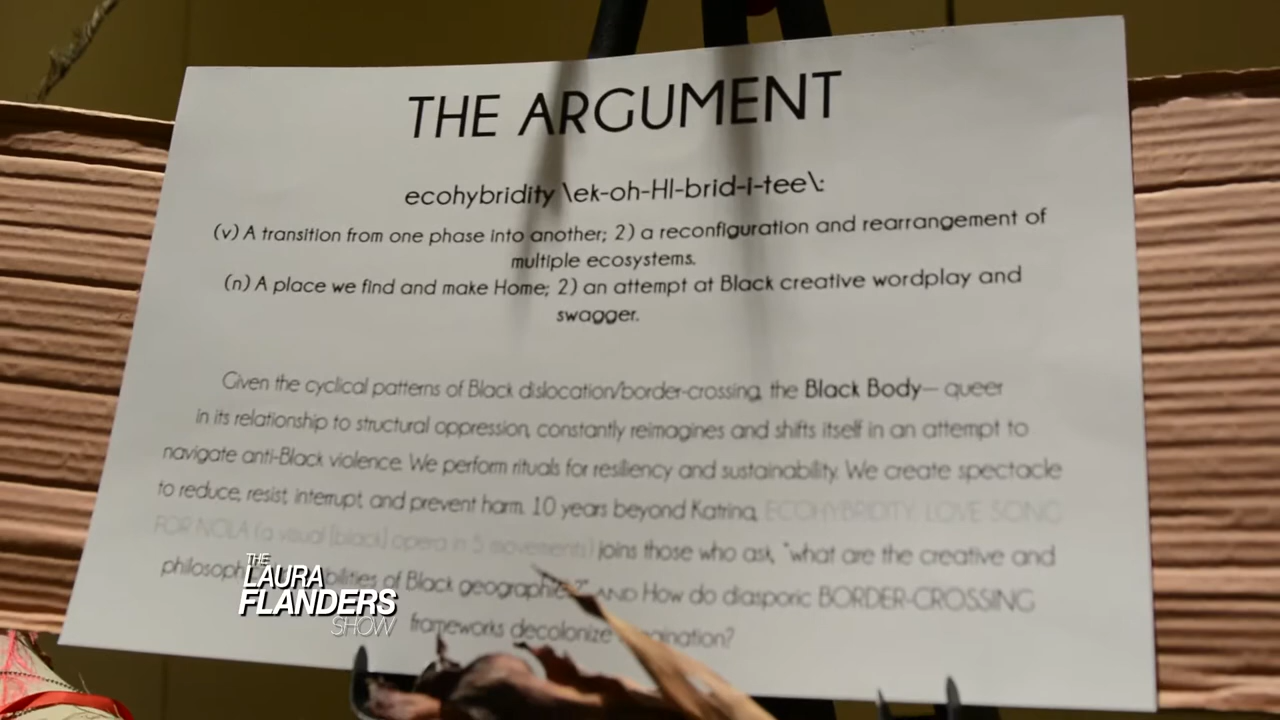 THE ARGUMENT
ecohybridity \ek-oh-HI-brid-i-tee\:
(v) A transition from one phase into another; 2) a reconfiguration and rearrangement of
multiple ecosystems.
(n) A place we find and make Home; 2) an attempt at Black creative wordplay and
swagger.
Given the cyclical patterns of Black dislocation/border-crossing, the Black Body— queer
in its relationship to structural oppression, constantly reimagines and shifts itself in an attempt to
navigate anti-Black violence. We perform rituals for resiliency and sustainability. We create spectacle
to reduce, resist, interrupt, and prevent harm. 10 years beyond Katrina, ECOHYBRIDITY: LOVE SONG
FOR NOLA (a visual [black] opera in 5 movements) joins those who ask, "what are the creative and
of Black geographies?" AND How do diasporic BORDER-CROSSING
frameworks decolonize
THE
LAURA
FLANDERS
SHOW